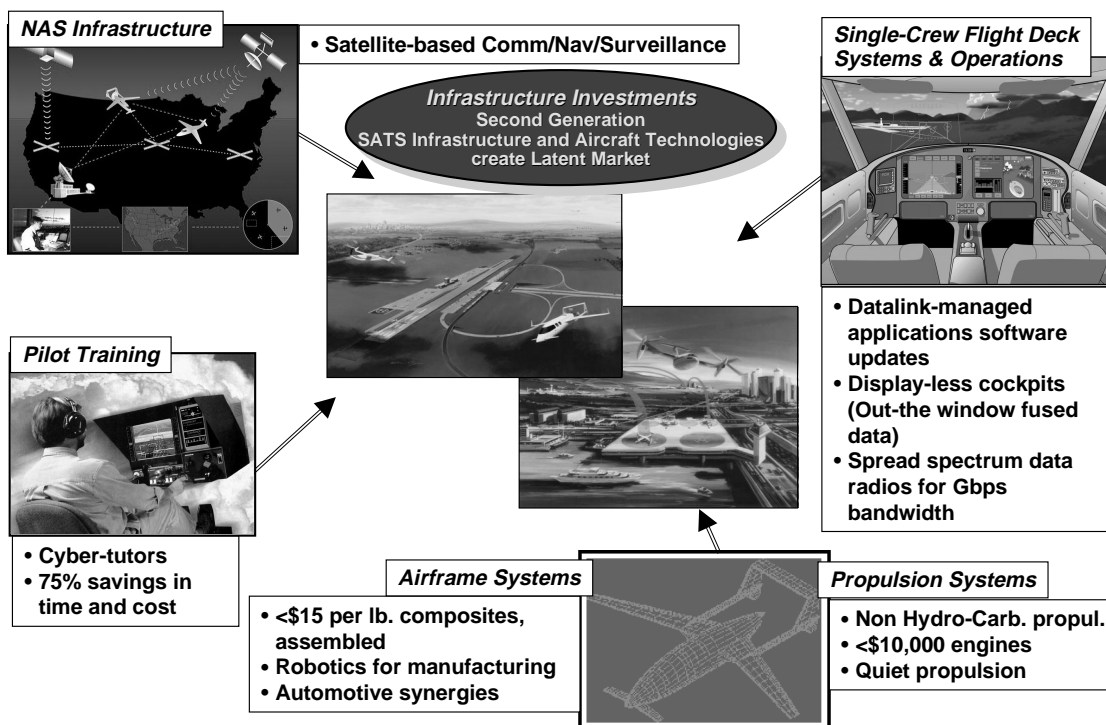 NAS Infrastructure
• Satellite-based Comm/Nav/Surveillance
Infrastructure Investments
Second Generation
SATS Infrastructure and Aircraft Technologies
create Latent Market
Single-Crew Flight Deck
Systems & Operations
• Datalink-managed
applications software
updates
• Display-less cockpits
(Out-the window fused
data)
• Spread spectrum data
radios for Gbps
bandwidth
Pilot Training
• Cyber-tutors
• 75% savings in
time and cost
Airframe Systems
• <$15 per lb. composites,
assembled
• Robotics for manufacturing
• Automotive synergies
Propulsion Systems
• Non Hydro-Carb. propul.
• <$10,000 engines
• Quiet propulsion